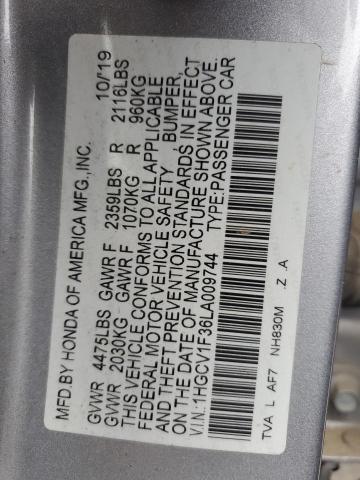 MFD.BY HONDA OF AMERICA MFG.,INC. 10/19
GVWR 4475LBS GAWR F 2359LBS R 2116LBS
GVWR 2030KG GAWR F 1070KG R 960KG
THIS VEHICLE CONFORMS TO ALL APPLICABLE
FEDERAL MOTOR VEHICLE SAFETY, BUMPER,
AND THEFT PREVENTION STANDARDS IN EFFECT
ON THE DATE OF MANUFACTURE SHOWN ABOVE.
V.I.N.:1HGCV1F36LA009744 TYPE:PASSENGER CAR
TVA L AF7 NH830M .Z .A